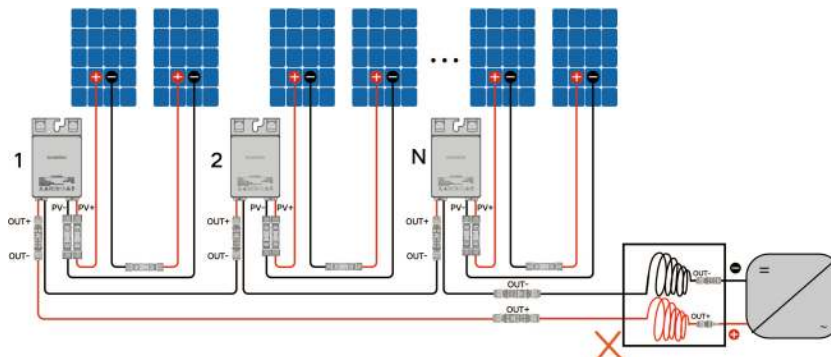 + − + − + − + − + − + −
...
1
2
N
PV- PV+
PV- PV+
PV- PV+
OUT+
OUT-
OUT+
OUT-
OUT+
OUT-
OUT-
OUT+
OUT-
OUT+
−
+
=
~